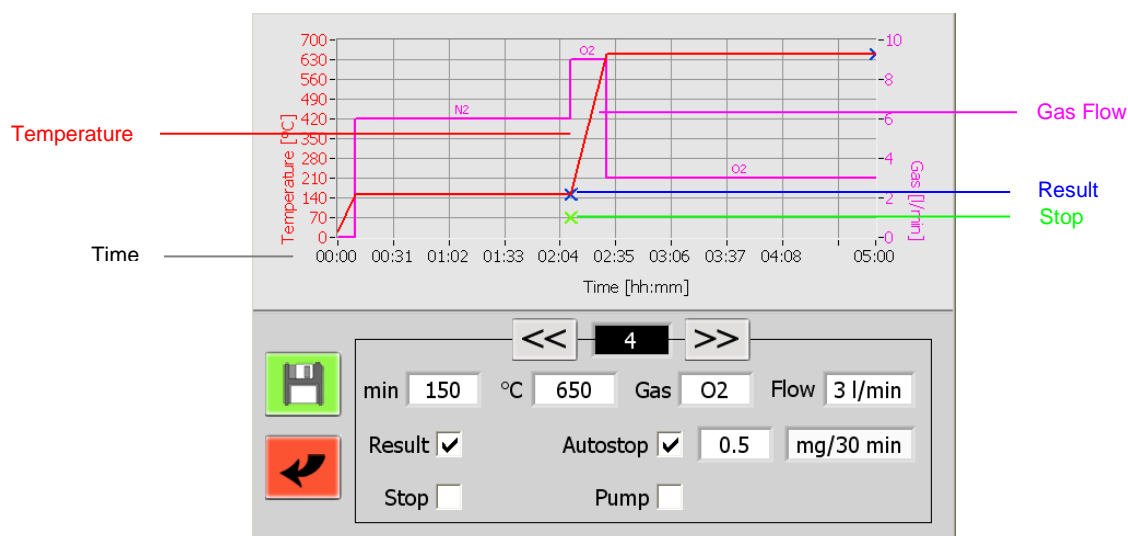 700
630
560
490
420
350
280
210
140
70
0
Temperature [°C]
10
8
6
4
2
0
Gas [l/min]
O2
N2
O2
Temperature
Gas Flow
Result
Stop
Time
00:00 00:31 01:02 01:33 02:04 02:35 03:06 03:37 04:08 05:00
Time [hh:mm]
<< 4 >>
min 150 °C 650 Gas O2 Flow 3 l/min
Result Autostop 0.5 mg/30 min
Stop Pump